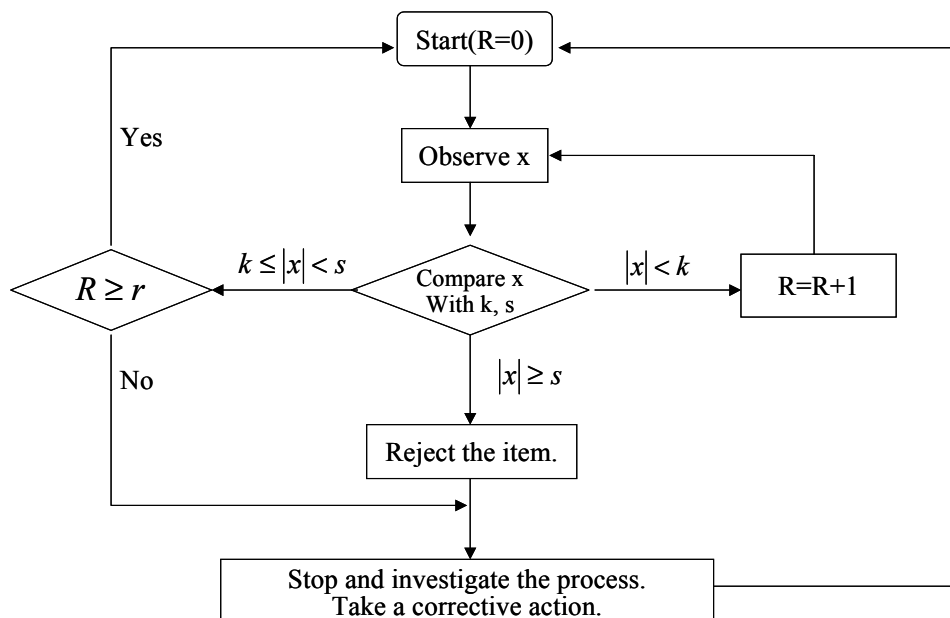 Start(R=0)
Yes
Observe x
k ≤ |x| < s
|x| < k
R ≥ r
Compare x
With k, s
R=R+1
No
|x| ≥ s
Reject the item.
Stop and investigate the process.
Take a corrective action.